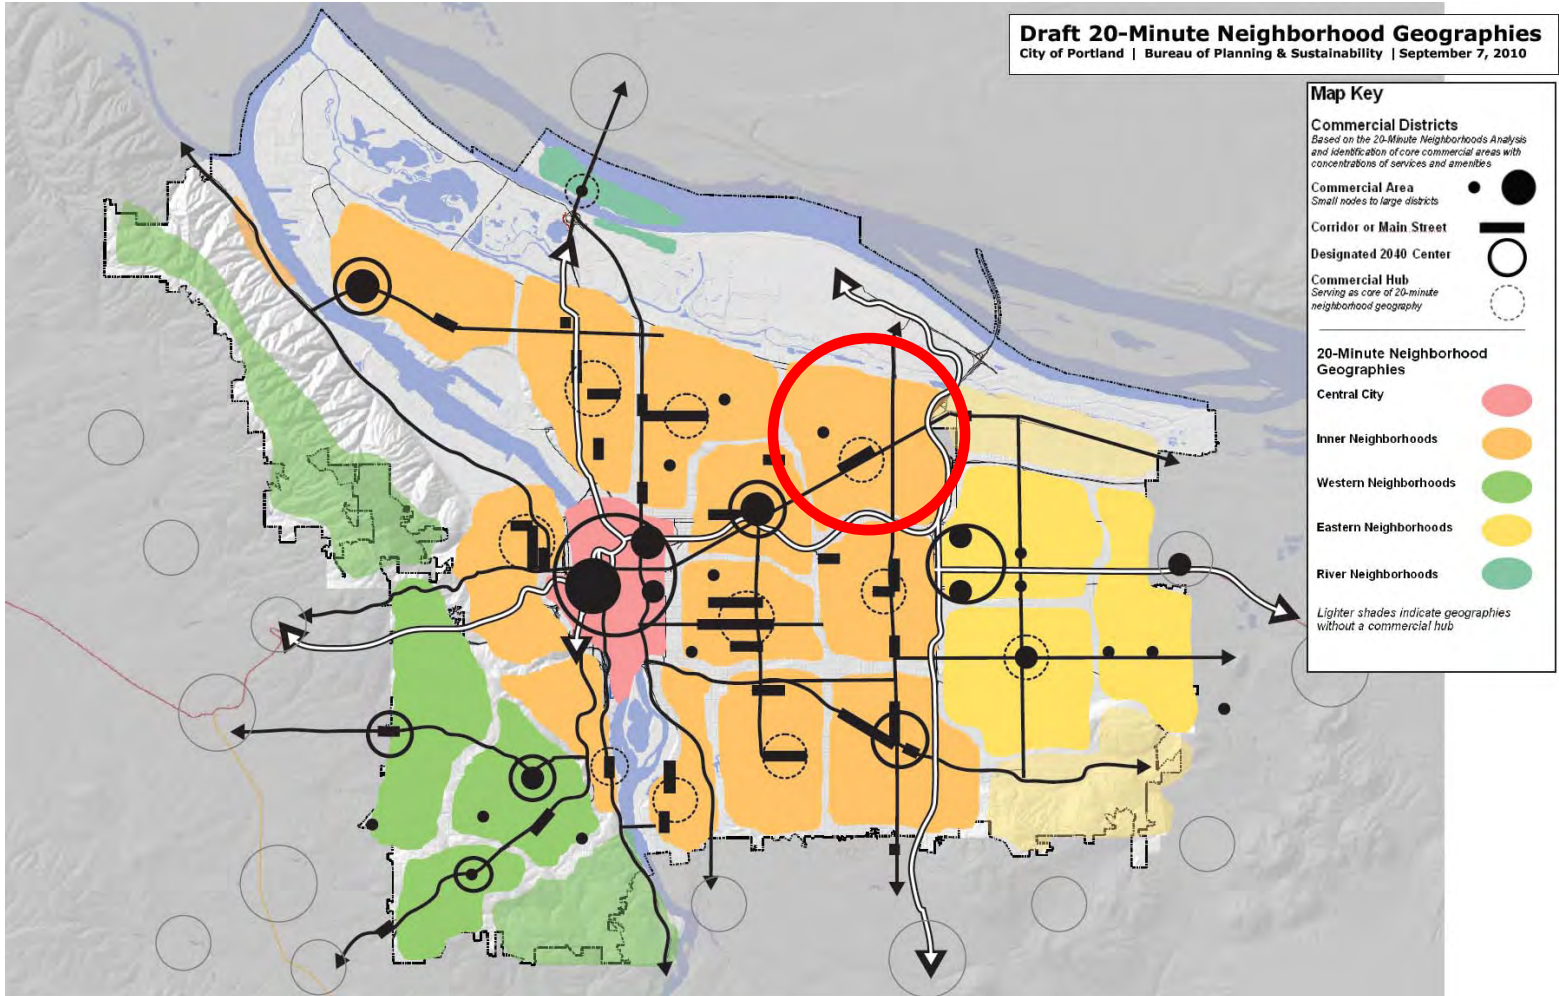 Draft 20-Minute Neighborhood Geographies
City of Portland | Bureau of Planning & Sustainability | September 7, 2010
Map Key
Commercial Districts
Based on the 20-Minute Neighborhoods Analysis
and identification of core commercial areas with
concentrations of services and amenities
Commercial Area
Small nodes to large districts
Corridor or Main Street
Designated 2040 Center
Commercial Hub
Serving as core of 20-minute
neighborhood geography
20-Minute Neighborhood
Geographies
Central City
Inner Neighborhoods
Western Neighborhoods
Eastern Neighborhoods
River Neighborhoods
Lighter shades indicate geographies
without a commercial hub